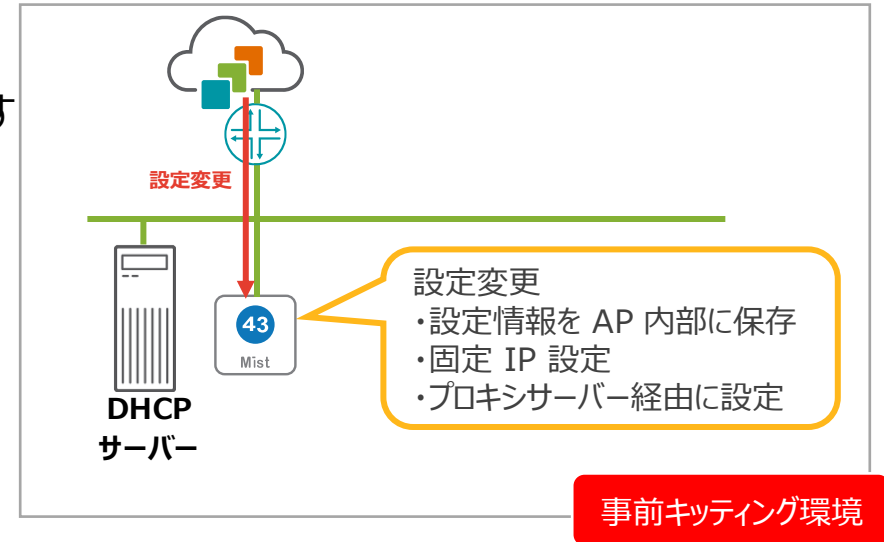 す
設定変更
設定変更
・設定情報を AP 内部に保存
・固定 IP 設定
・プロキシサーバー経由に設定
43
Mist
DHCP
サーバー
事前キッティング環境